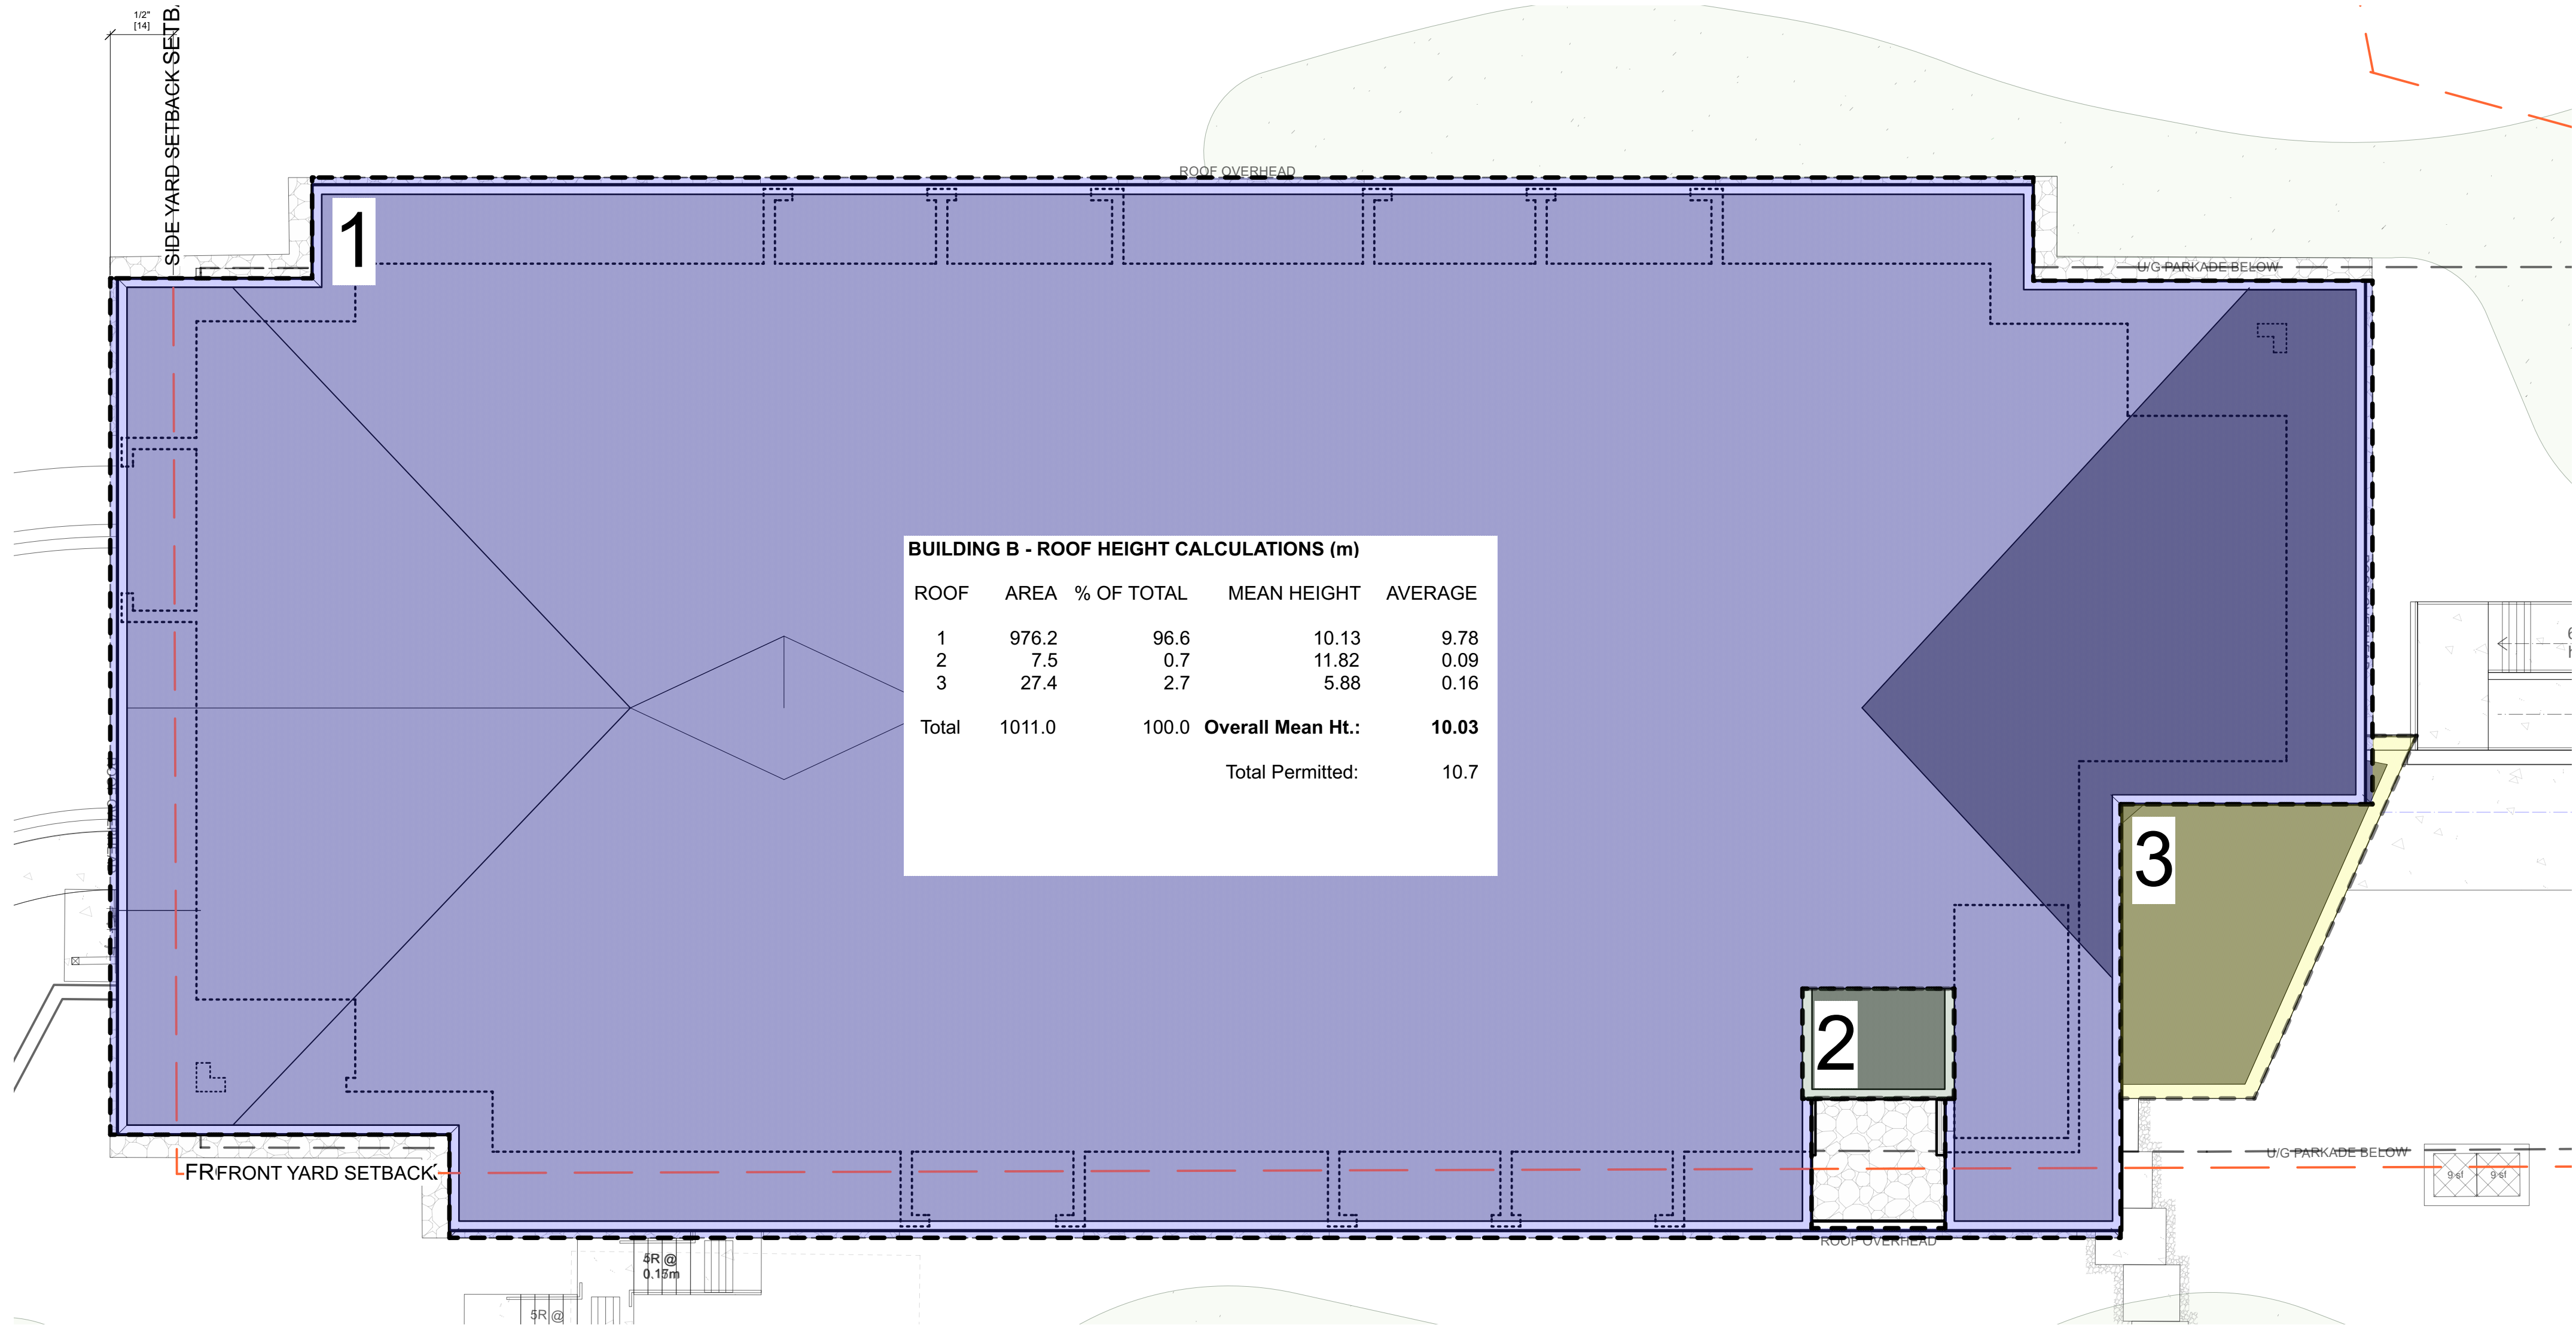 1/2"
[14]
SIDE YARD SETBACK SETB
ROOF OVERHEAD
1
U/G PARKADE BELOW
BUILDING B - ROOF HEIGHT CALCULATIONS (m)
ROOF AREA % OF TOTAL MEAN HEIGHT AVERAGE
1 976.2 96.6 10.13 9.78
2 7.5 0.7 11.82 0.09
3 27.4 2.7 5.88 0.16
Total 1011.0 100.0 Overall Mean Ht.: 10.03
Total Permitted: 10.7
3
2
FRFRONT YARD SETBACK
U/G PARKADE BELOW
9 sf 9 sf
ROOF OVERHEAD
5R @
0.15m
5R @